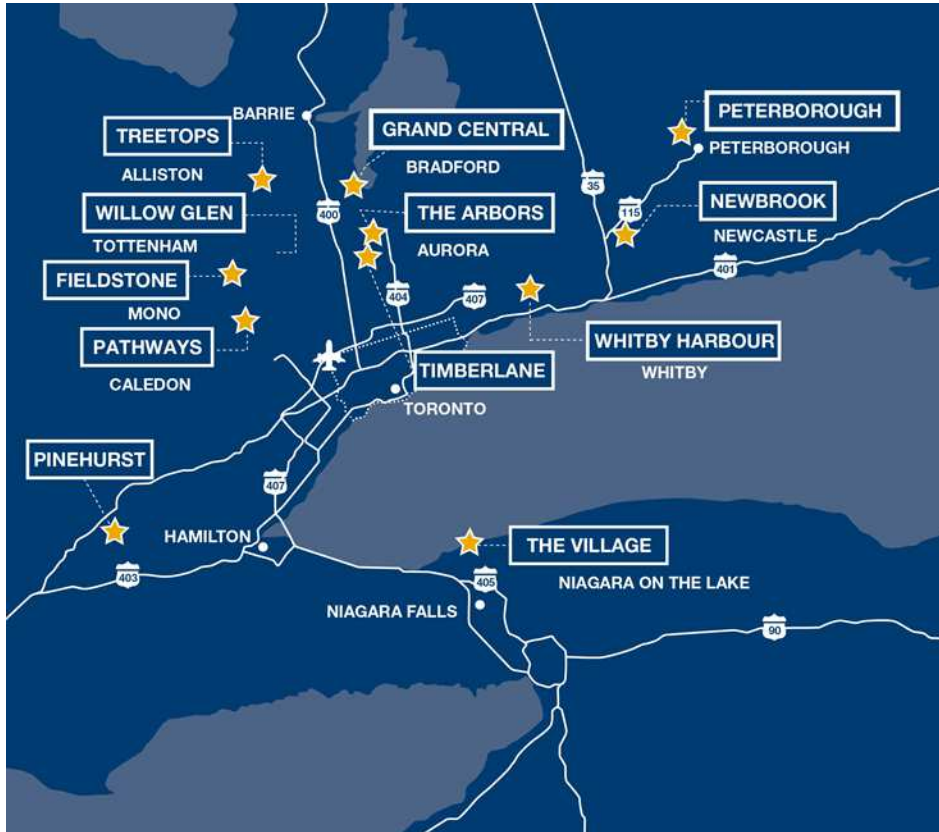 BARRIE
TREETOPS
ALLISTON
GRAND CENTRAL
BRADFORD
PETERBOROUGH
PETERBOROUGH
WILLOW GLEN
TOTTENHAM
400
THE ARBORS
AURORA
35
115
NEWBROOK
NEWCASTLE
FIELDSTONE
MONO
404
407
401
PATHWAYS
CALEDON
TIMBERLANE
TORONTO
WHITBY HARBOUR
WHITBY
PINEHURST
407
HAMILTON
403
THE VILLAGE
NIAGARA ON THE LAKE
405
NIAGARA FALLS
90